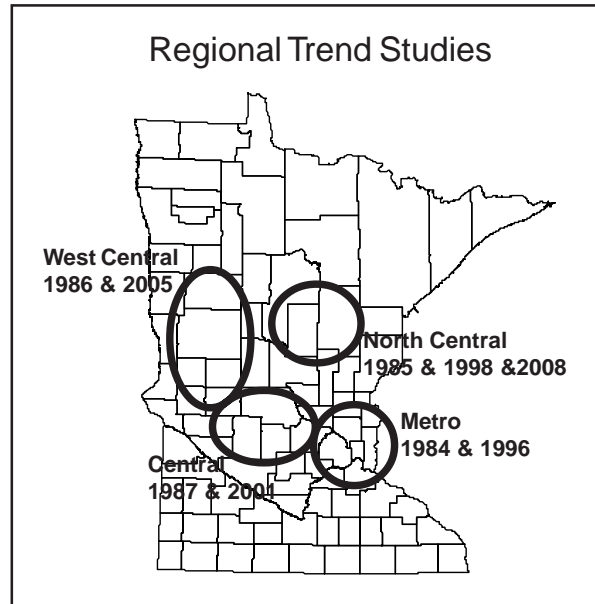 Regional Trend Studies
West Central
1986 & 2005
North Central
1985 & 1998 &2008
Metro
1984 & 1996
Central
1987 & 2001